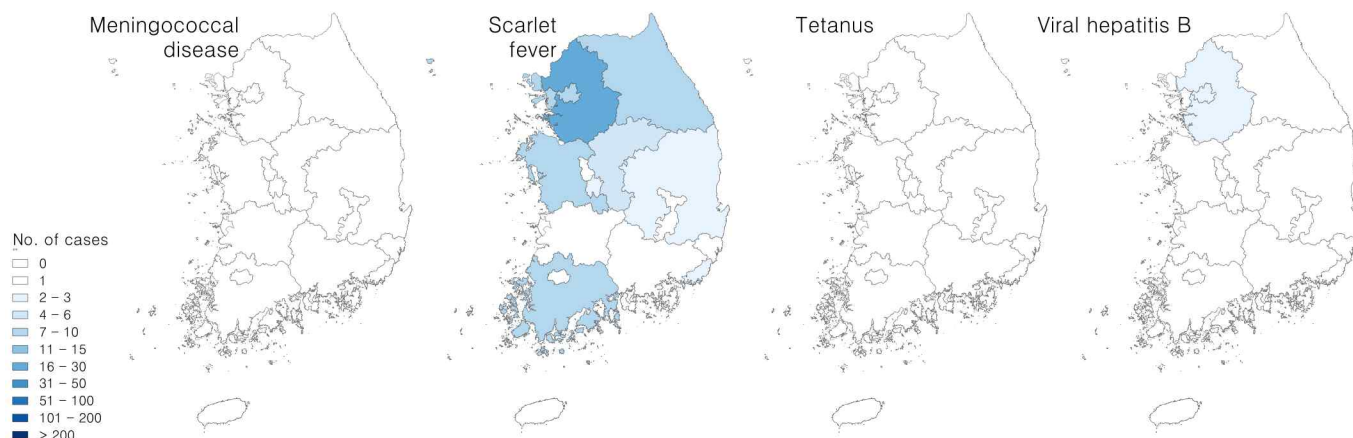 Meningococcal
disease
Scarlet
fever
Tetanus
Viral hepatitis B
No. of cases
0
1
2 – 3
4 – 6
7 – 10
11 – 15
16 – 30
31 – 50
51 – 100
101 – 200
> 200